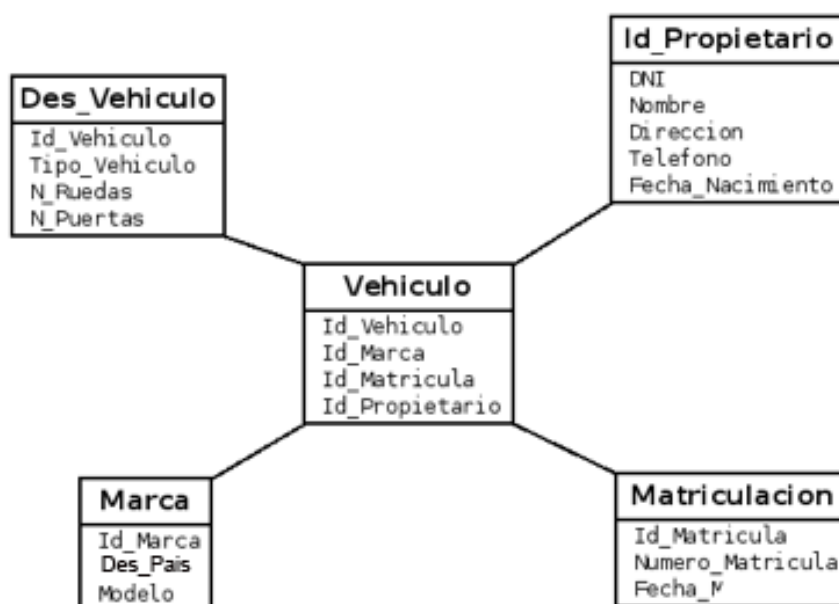 Des_Vehiculo
Id_Vehiculo
Tipo_Vehiculo
N_Ruedas
N_Puertas
Id_Propietario
DNI
Nombre
Direccion
Telefono
Fecha_Nacimiento
Vehiculo
Id_Vehiculo
Id_Marca
Id_Matricula
Id_Propietario
Marca
Id_Marca
Des_Pais
Modelo
Matriculacion
Id_Matricula
Numero_Matricula
Fecha_M